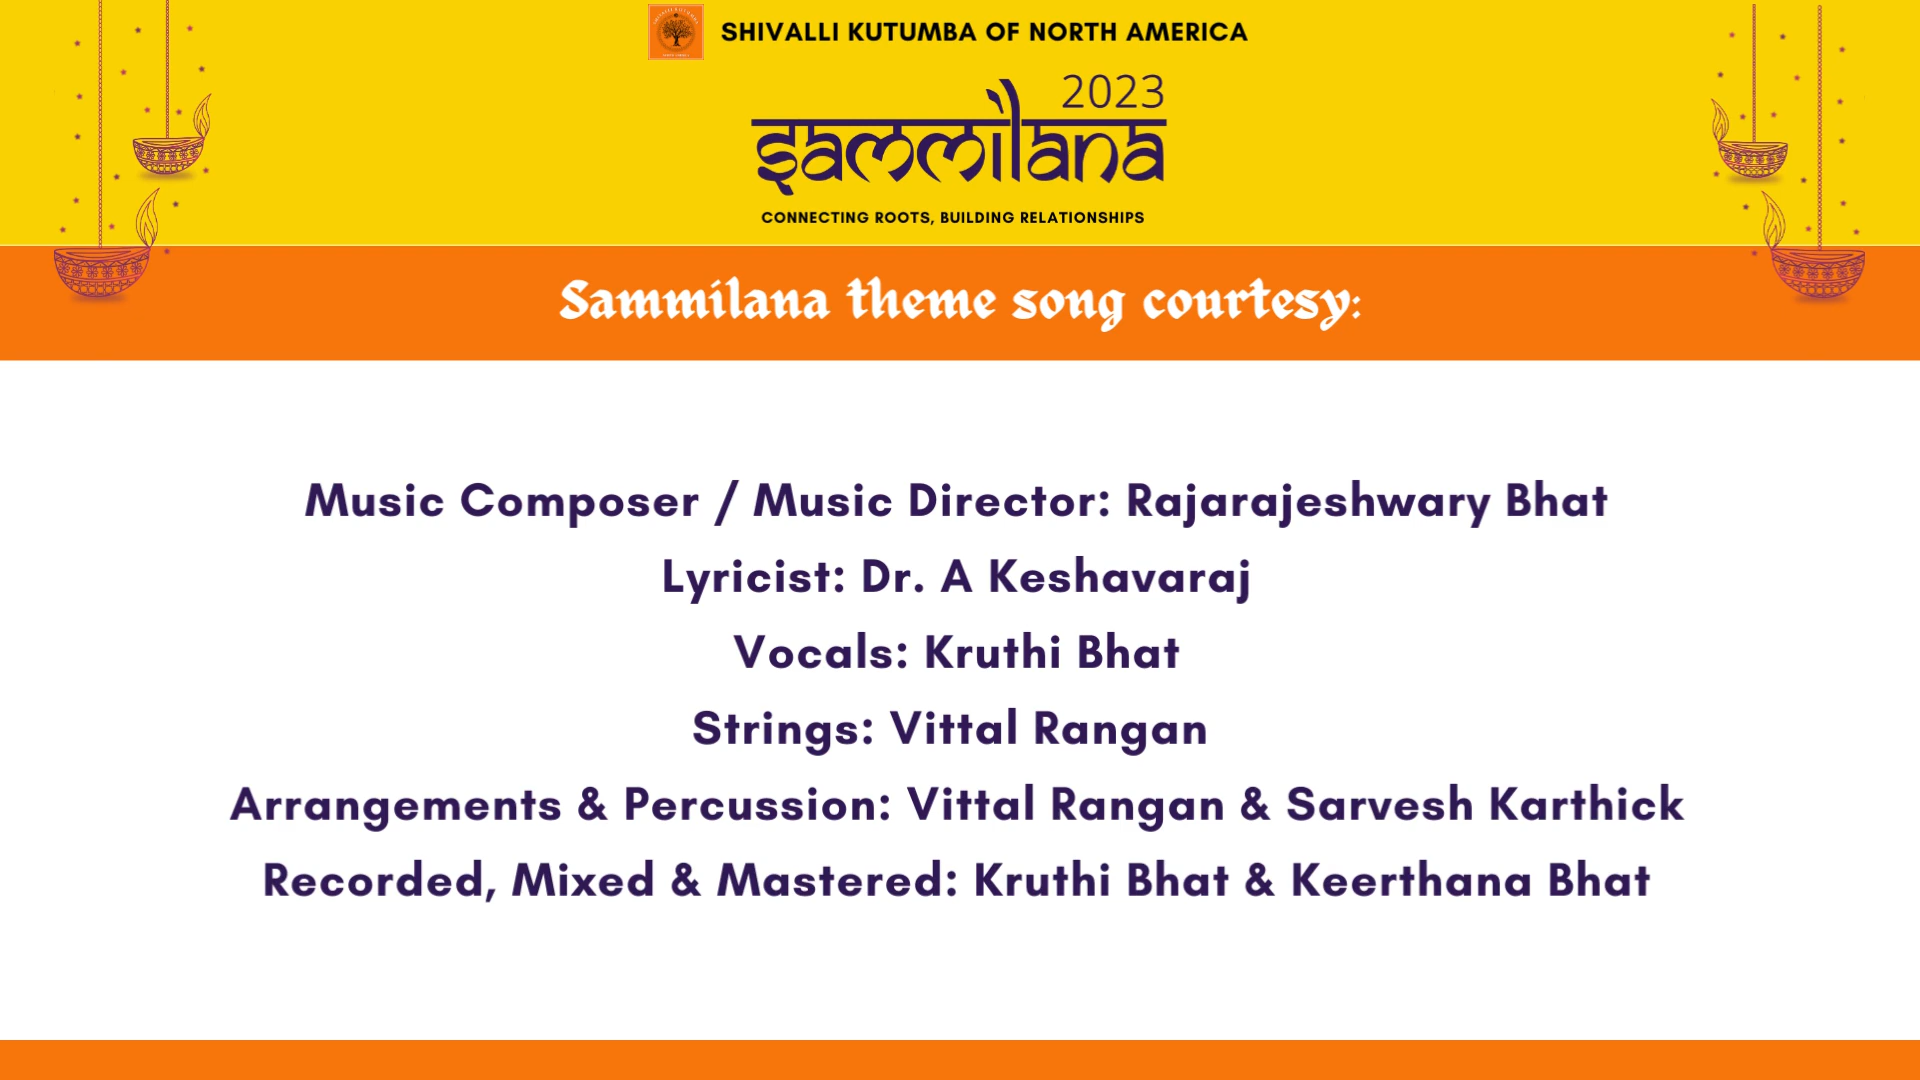 SHIVALLI KUTUMBA OF NORTH AMERICA
2023
sammilana
CONNECTING ROOTS, BUILDING RELATIONSHIPS
Sammilana theme song courtesy:
Music Composer / Music Director: Rajarajeshwary Bhat
Lyricist: Dr. A Keshavaraj
Vocals: Kruthi Bhat
Strings: Vittal Rangan
Arrangements & Percussion: Vittal Rangan & Sarvesh Karthick
Recorded, Mixed & Mastered: Kruthi Bhat & Keerthana Bhat